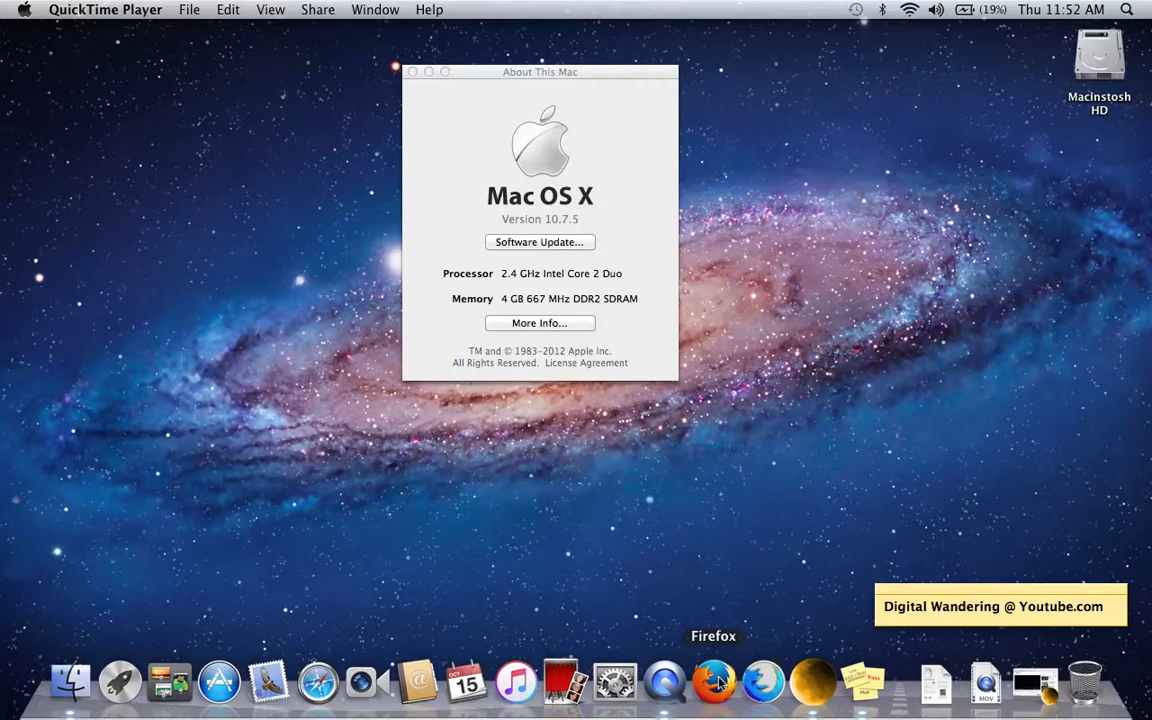 QuickTime Player File Edit View Share Window Help (19%) Thu 11:52 AM
Macintosh
HD
About This Mac
Mac OS X
Version 10.7.5
Software Update...
Processor 2.4 GHz Intel Core 2 Duo
Memory 4 GB 667 MHz DDR2 SDRAM
More Info...
TM and © 1983-2012 Apple Inc.
All Rights Reserved. License Agreement
Digital Wandering @ Youtube.com
Firefox
OCT
15
MOV